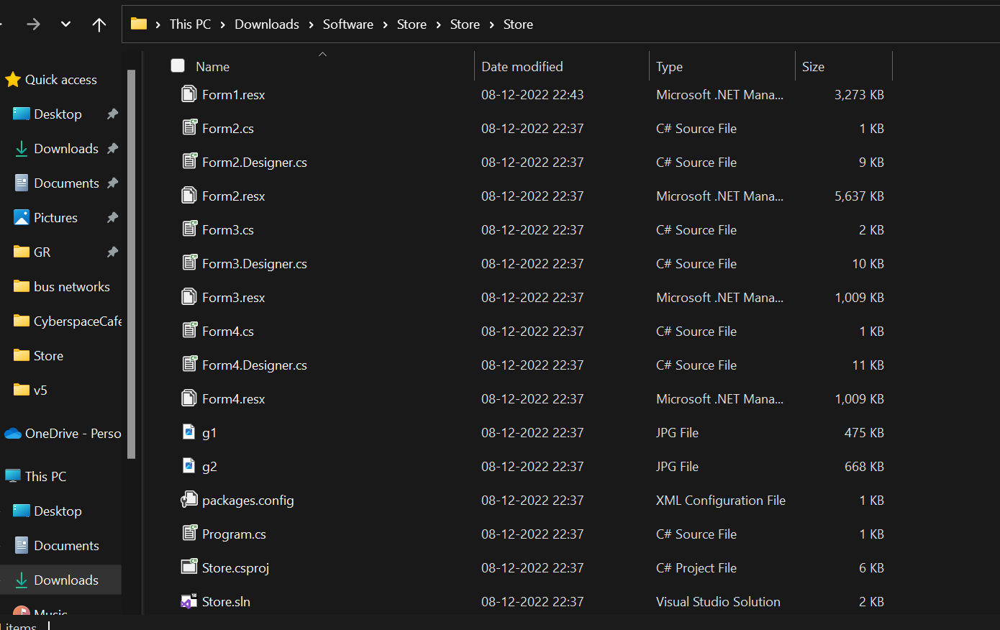 This PC > Downloads > Software > Store > Store > Store
Name Date modified Type Size
Quick access
Desktop
Downloads
Documents
Pictures
GR
bus networks
CyberspaceCafe
Store
v5
OneDrive - Perso
This PC
Desktop
Documents
Downloads
Music
Form1.resx 08-12-2022 22:43 Microsoft .NET Mana... 3,273 KB
Form2.cs 08-12-2022 22:37 C# Source File 1 KB
Form2.Designer.cs 08-12-2022 22:37 C# Source File 9 KB
Form2.resx 08-12-2022 22:37 Microsoft .NET Mana... 5,637 KB
Form3.cs 08-12-2022 22:37 C# Source File 2 KB
Form3.Designer.cs 08-12-2022 22:37 C# Source File 10 KB
Form3.resx 08-12-2022 22:37 Microsoft .NET Mana... 1,009 KB
Form4.cs 08-12-2022 22:37 C# Source File 1 KB
Form4.Designer.cs 08-12-2022 22:37 C# Source File 11 KB
Form4.resx 08-12-2022 22:37 Microsoft .NET Mana... 1,009 KB
g1 08-12-2022 22:37 JPG File 475 KB
g2 08-12-2022 22:37 JPG File 668 KB
packages.config 08-12-2022 22:37 XML Configuration File 1 KB
Program.cs 08-12-2022 22:37 C# Source File 1 KB
Store.csproj 08-12-2022 22:37 C# Project File 6 KB
Store.sln 08-12-2022 22:37 Visual Studio Solution 2 KB
items